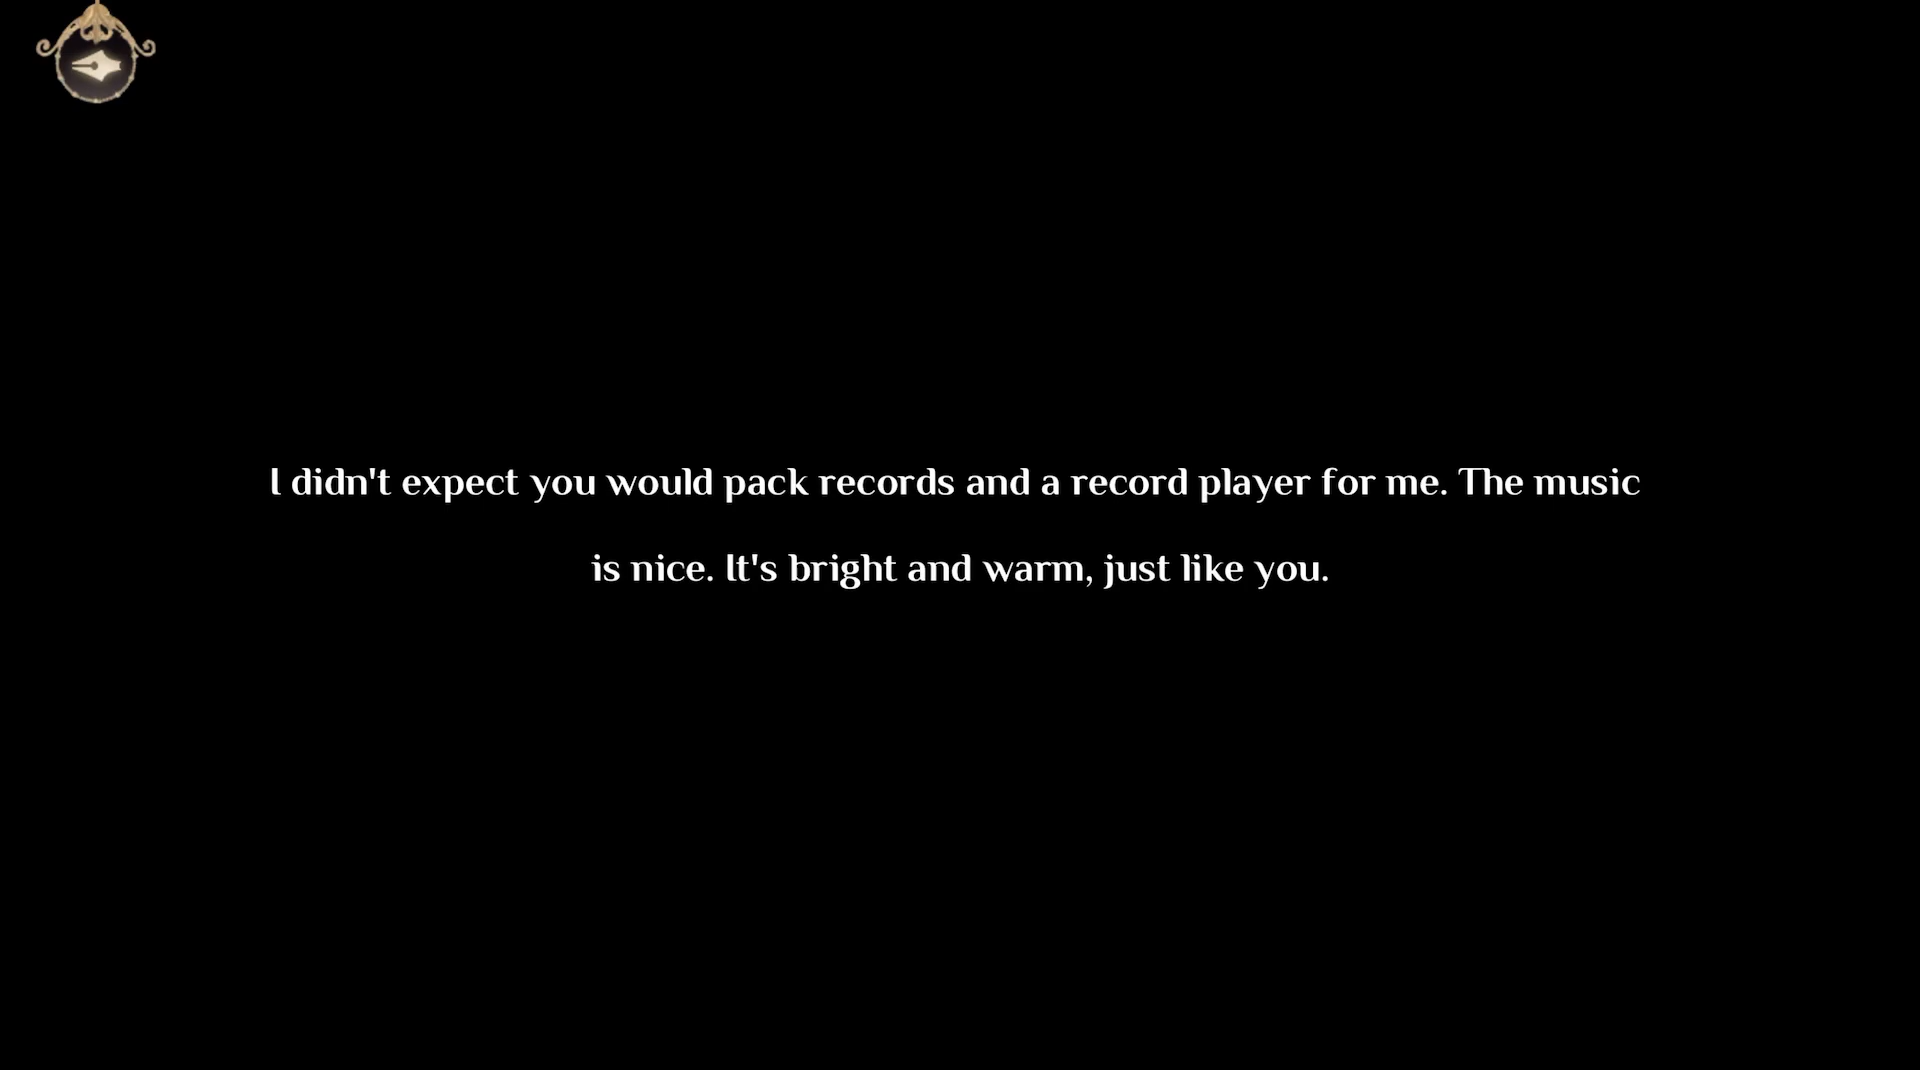 I didn't expect you would pack records and a record player for me. The music
is nice. It's bright and warm, just like you.